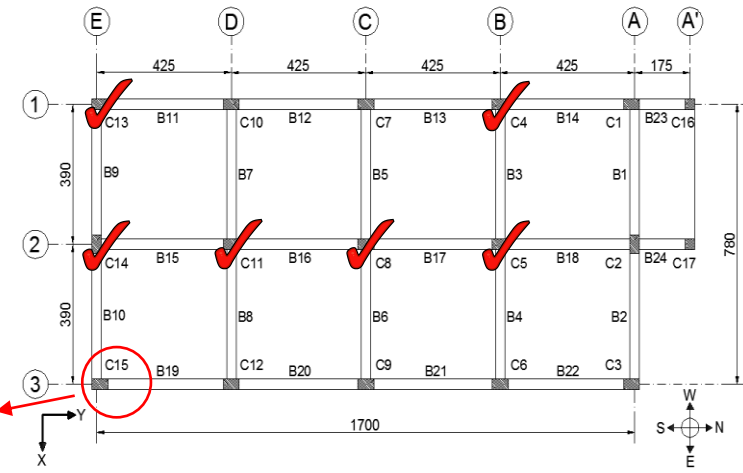 E D C B A A'
425 425 425 425 175
1
C13 B11 C10 B12 C7 B13 C4 B14 C1 B23 C16
390 B9 B7 B5 B3 B1
2
C14 B15 C11 B16 C8 B17 C5 B18 C2 B24 C17
780
390 B10 B8 B6 B4 B2
C15 B19 C12 B20 C9 B21 C6 B22 C3
3
Y
1700
X
W
S N
E